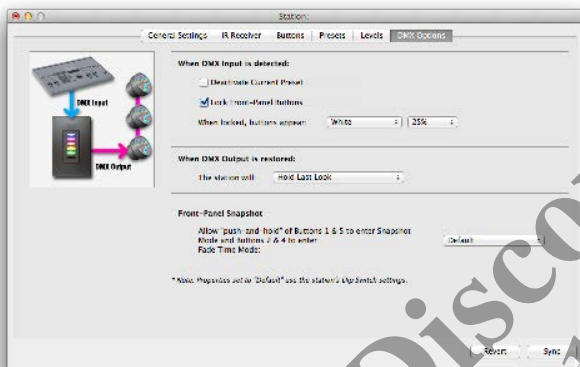 Station:
General Settings IR Receiver Buttons Presets Levels DMX Options
When DMX Input is detected:
Deactivate Current Preset
Lock Front-Panel Buttons
When locked, buttons appear: White 25%
DMX Input
DMX Output
When DMX Output is restored:
The station will: Hold Last Look
Front-Panel Snapshot
Allow "push-and-hold" of Buttons 1 & 5 to enter Snapshot
Mode and Buttons 2 & 4 to enter
Fade Time Mode:
Default
* Note: Properties set to "Default" use the station's Dip Switch settings.
Revert Sync
Disco